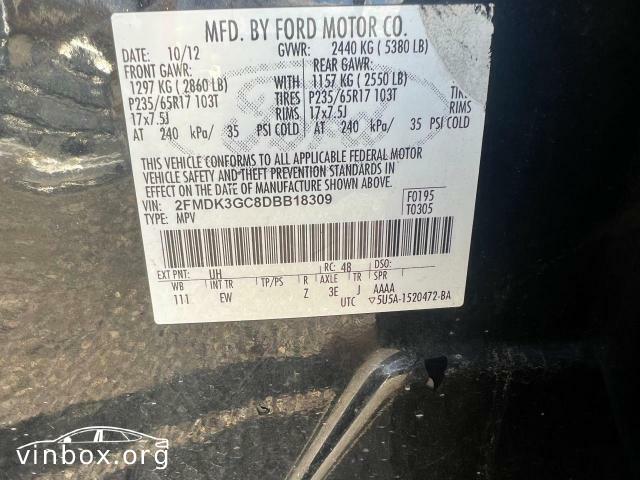 MFD. BY FORD MOTOR CO.
DATE: 10/12 GVWR: 2440 KG ( 5380 LB)
FRONT GAWR: REAR GAWR:
1297 KG ( 2860 LB) WITH 1157 KG ( 2550 LB) WITH
P235/65R17 103T TIRES P235/65R17 103T TIRES
17x7.5J RIMS 17x7.5J RIMS
AT 240 kPa/ 35 PSI COLD AT 240 kPa/ 35 PSI COLD
THIS VEHICLE CONFORMS TO ALL APPLICABLE FEDERAL MOTOR
VEHICLE SAFETY AND THEFT PREVENTION STANDARDS IN
EFFECT ON THE DATE OF MANUFACTURE SHOWN ABOVE.
VIN: 2FMDK3GC8DBB18309 F0195
TYPE: MPV T0305
EXT PNT: UH RC: 48 DSO:
WB INT TR TP/PS R AXLE TR SPR
111 EW Z 3E J AAAA
UTC ▽5U5A-1520472-BA
vinbox.org